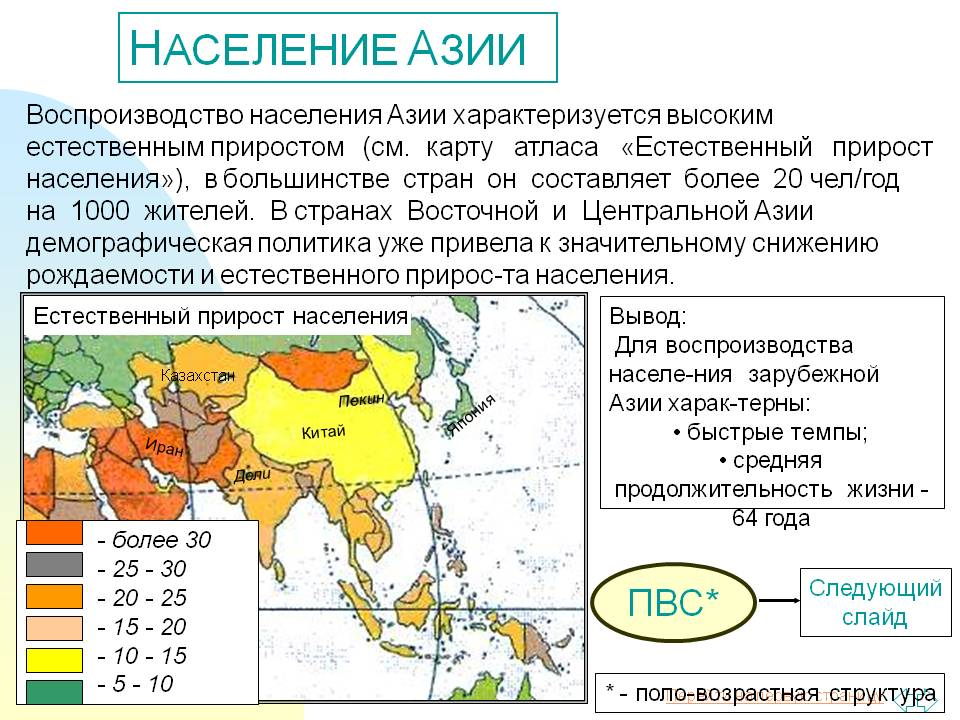 НАСЕЛЕНИЕ АЗИИ
Воспроизводство населения Азии характеризуется высоким
естественным приростом (см. карту атласа «Естественный прирост
населения»), в большинстве стран он составляет более 20 чел/год
на 1000 жителей. В странах Восточной и Центральной Азии
демографическая политика уже привела к значительному снижению
рождаемости и естественного прирос-та населения.
Естественный прирост населения
Казахстан
Пекин
Япония
Китай
Иран
Дели
- более 30
- 25 - 30
- 20 - 25
- 15 - 20
- 10 - 15
- 5 - 10
Вывод:
Для воспроизводства
населе-ния зарубежной
Азии харак-терны:
• быстрые темпы;
• средняя
продолжительность жизни -
64 года
ПВС*
Следующий
слайд
* - поло-возрастная структура